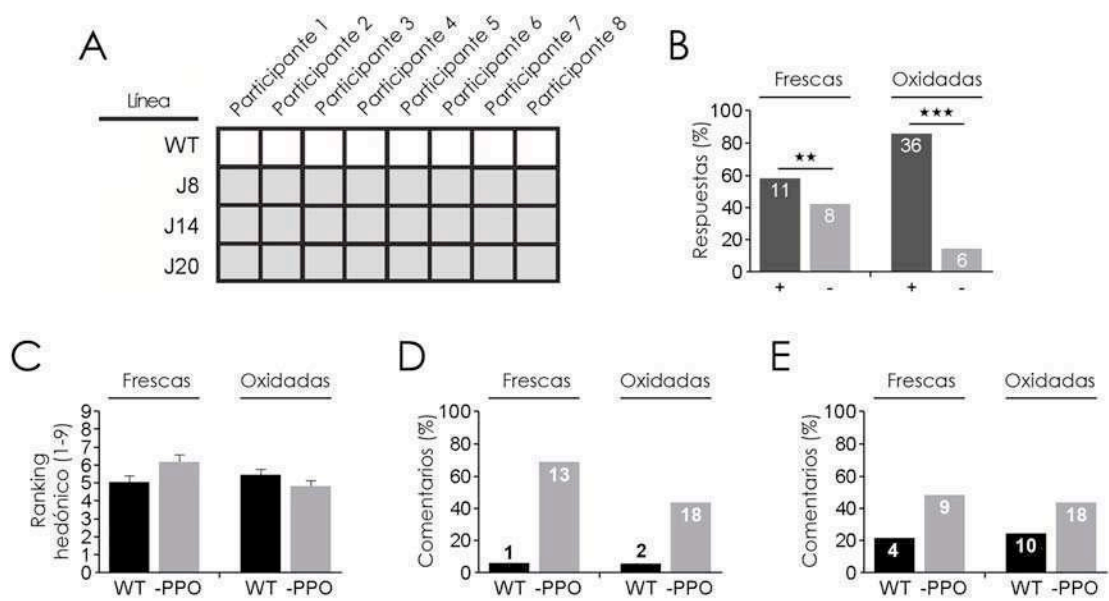 A
Línea
Participante 1
Participante 2
Participante 3
Participante 4
Participante 5
Participante 6
Participante 7
Participante 8
WT
J8
J14
J20
B
Frescas
Oxidadas
Respuestas (%)
100
80
60
40
20
0
★★
★★★
11
8
36
6
+ - + -
C
Frescas
Oxidadas
Ranking
hedónico (1-9)
9
8
7
6
5
4
3
2
1
0
WT -PPO WT -PPO
D
Frescas
Oxidadas
Comentarios (%)
100
80
60
40
20
0
1
13
2
18
WT -PPO WT -PPO
E
Frescas
Oxidadas
Comentarios (%)
100
80
60
40
20
0
4
9
10
18
WT -PPO WT -PPO